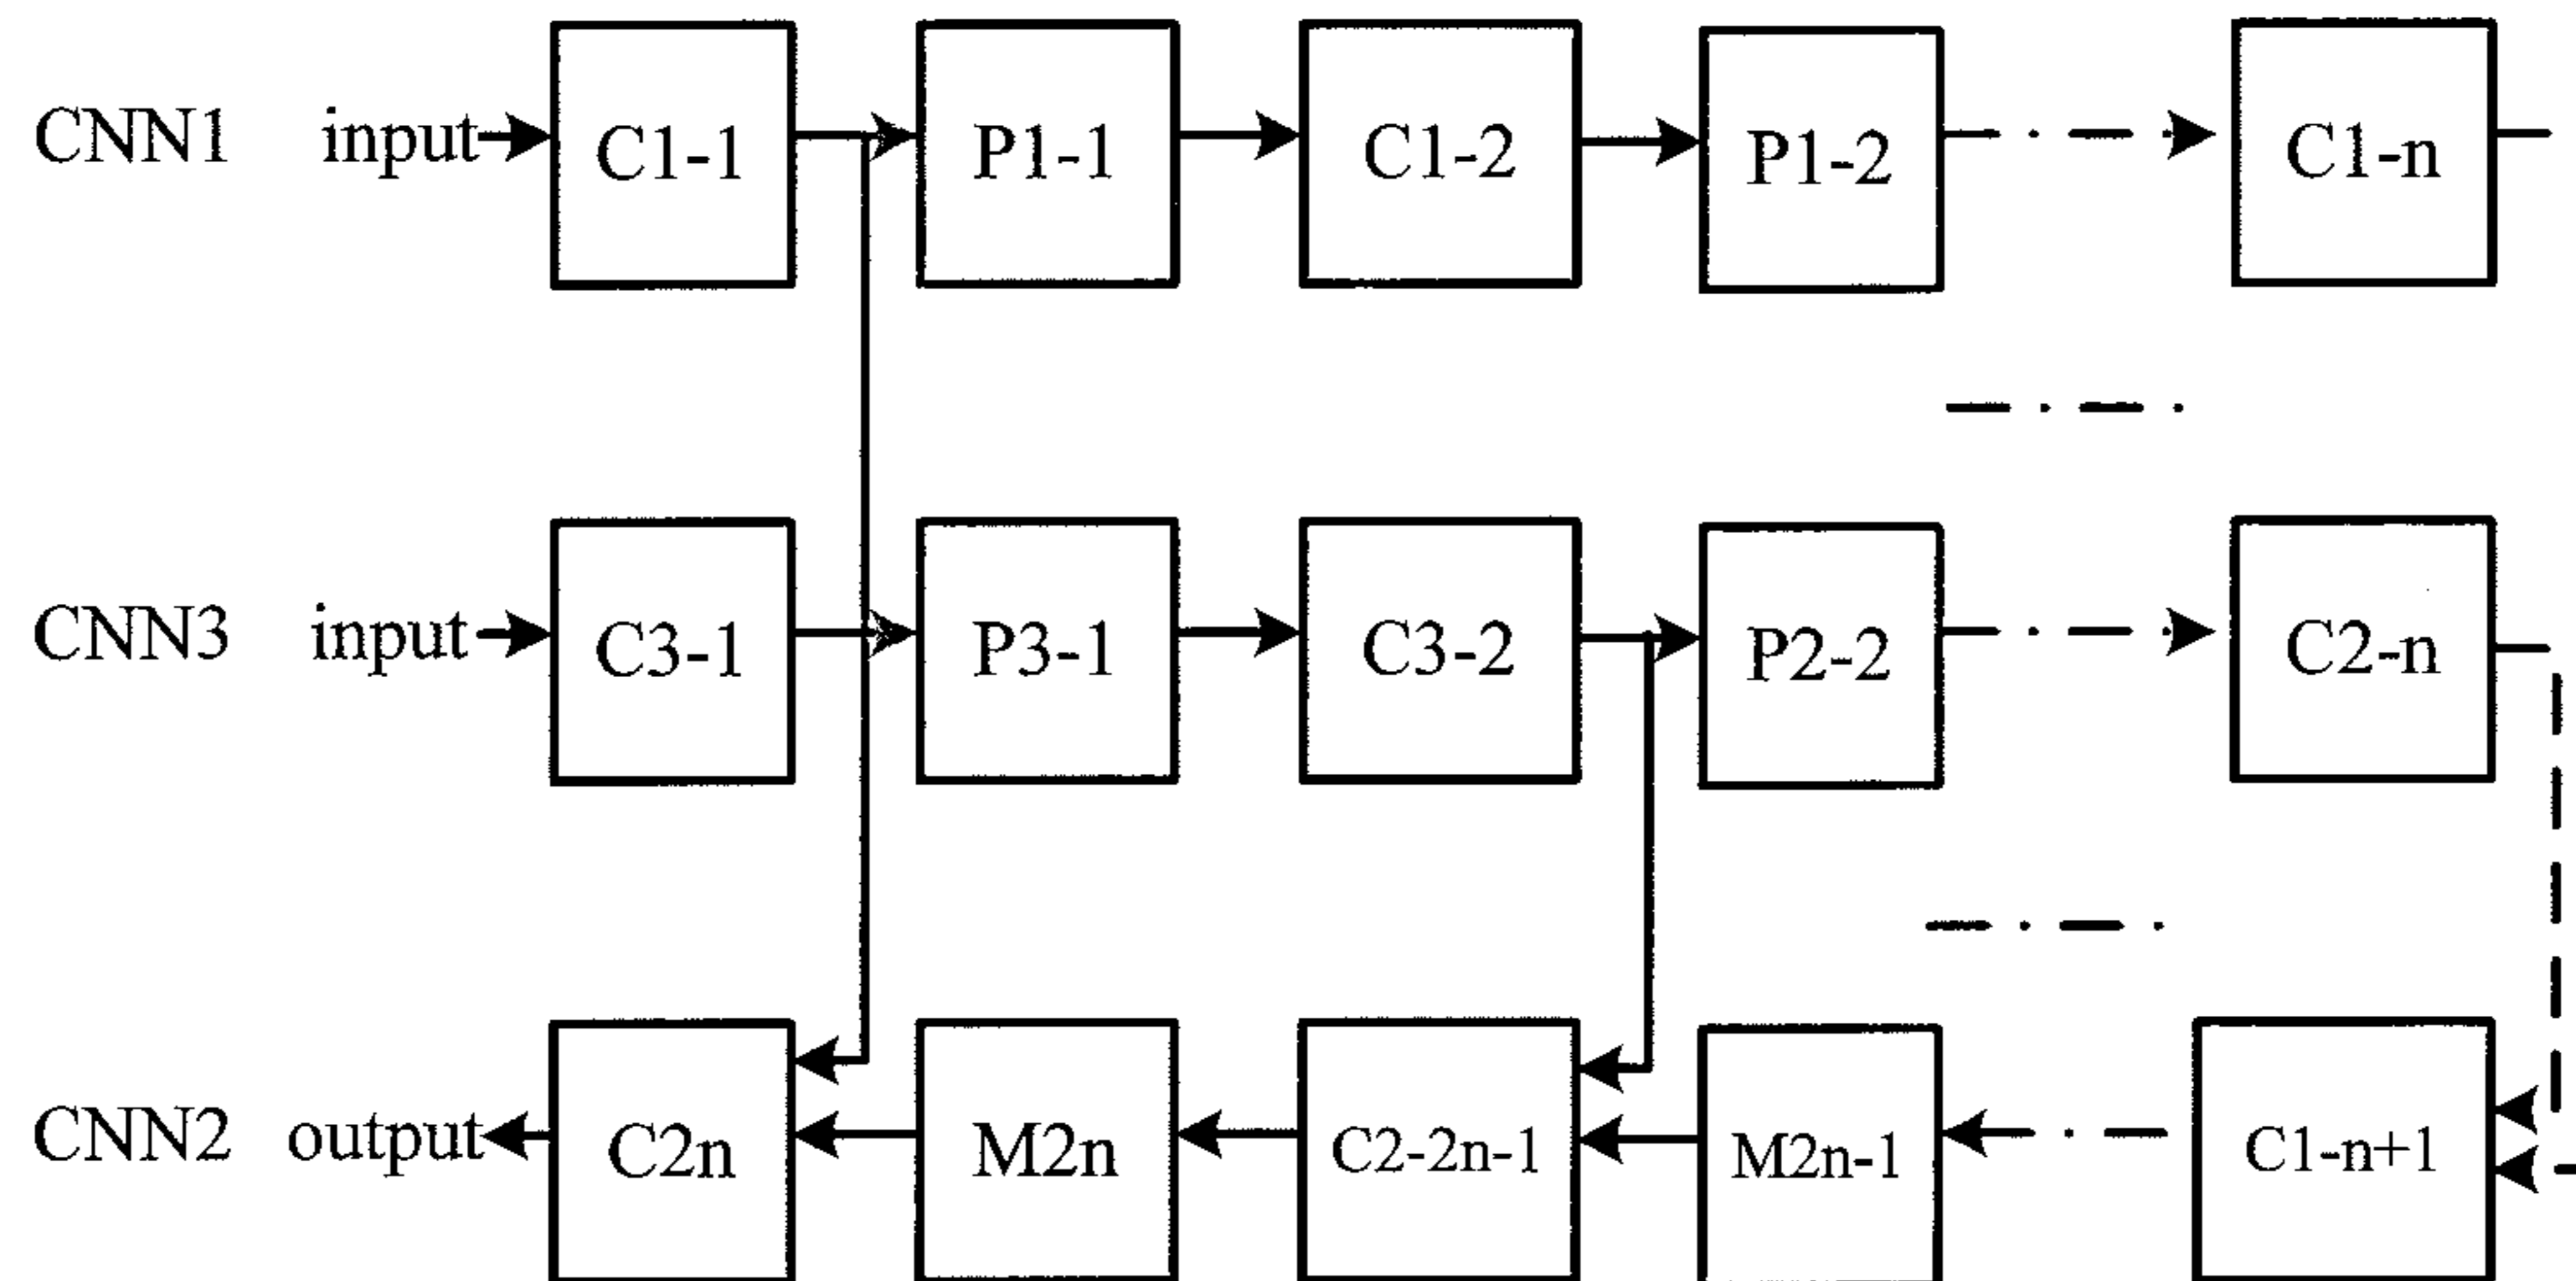 CNN1 input C1-1 P1-1 C1-2 P1-2 C1-n
CNN3 input C3-1 P3-1 C3-2 P2-2 C2-n
CNN2 output C2n M2n C2-2n-1 M2n-1 C1-n+1